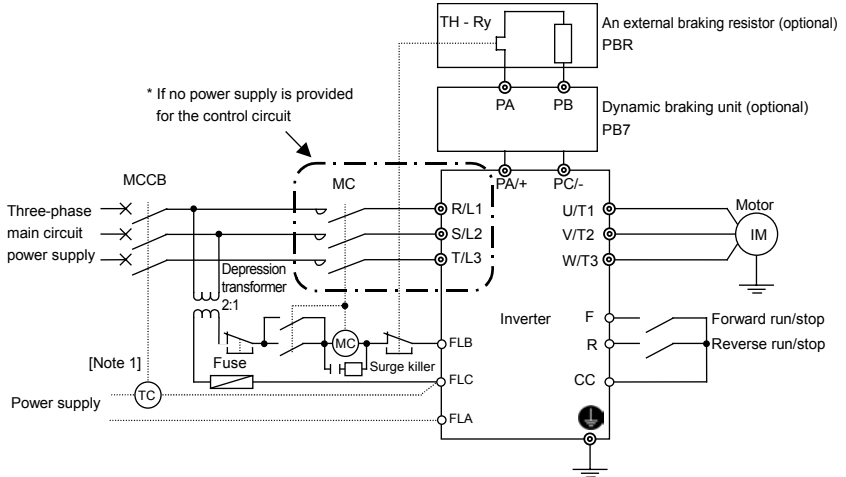 TH - Ry
An external braking resistor (optional)
PBR
PA
PB
Dynamic braking unit (optional)
PB7
* If no power supply is provided
for the control circuit
MCCB
MC
PA/+
PC/-
Three-phase
main circuit
power supply
R/L1
S/L2
T/L3
U/T1
V/T2
W/T3
Motor
IM
Depression
transformer
2:1
Inverter
F
Forward run/stop
R
Reverse run/stop
CC
MC
FLB
Surge killer
[Note 1]
Fuse
FLC
TC
Power supply
FLA